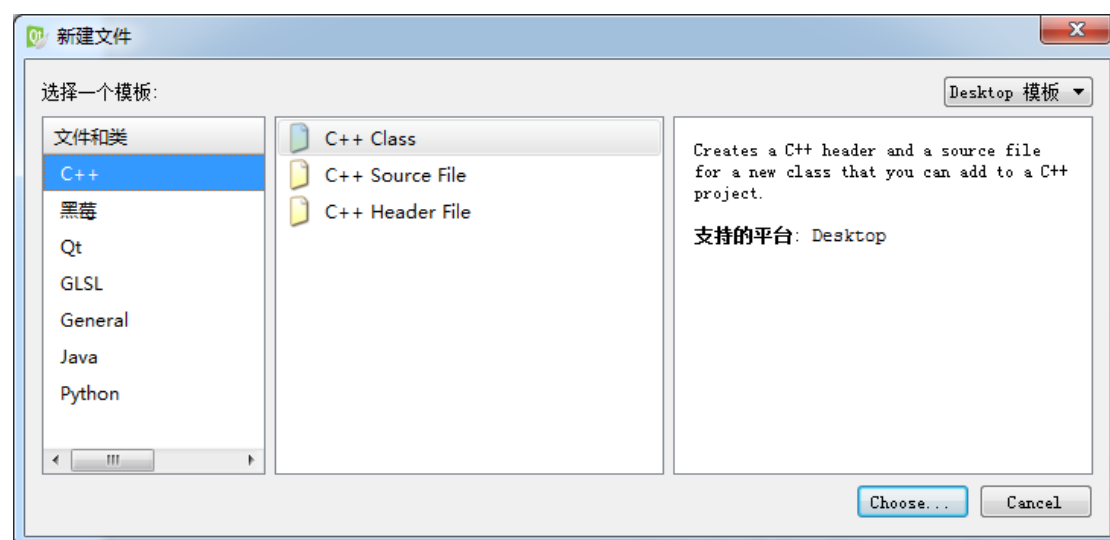 新建文件
选择一个模板:
Desktop 模板
文件和类
C++
黑莓
Qt
GLSL
General
Java
Python
C++ Class
C++ Source File
C++ Header File
Creates a C++ header and a source file
for a new class that you can add to a C++
project.
支持的平台: Desktop
Choose...
Cancel